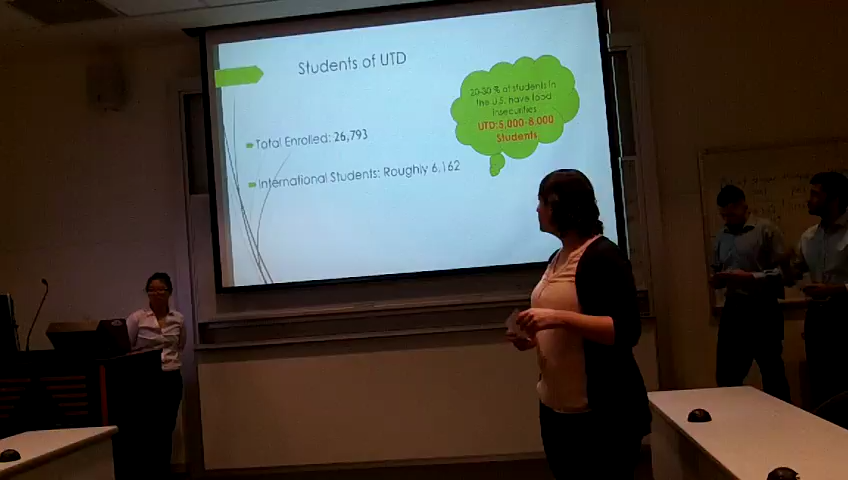 Students of UTD
20-30 % of students in
the U.S. have food
insecurities
UTD:5,000-8,000
Students
Total Enrolled: 26,793
International Students: Roughly 6,162